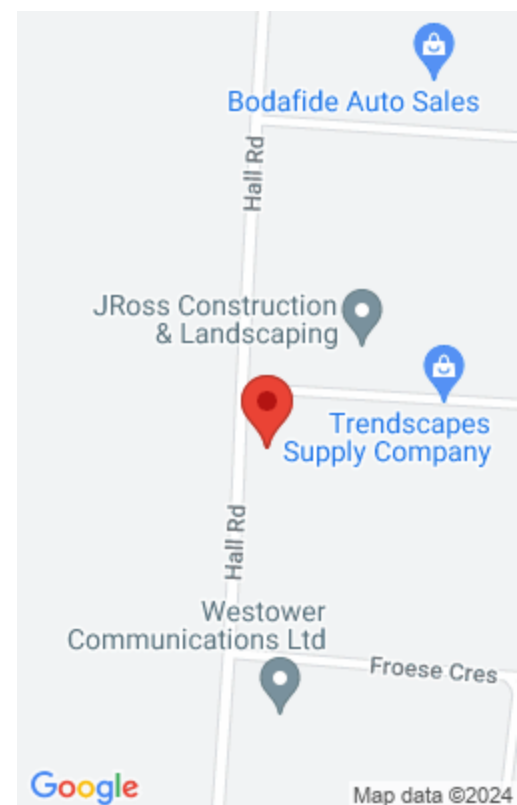 Bodafide Auto Sales
Hall Rd
JRoss Construction
& Landscaping
Trendscapes
Supply Company
Hall Rd
Westower
Communications Ltd
Froese Cres
Google
Map data ©2024